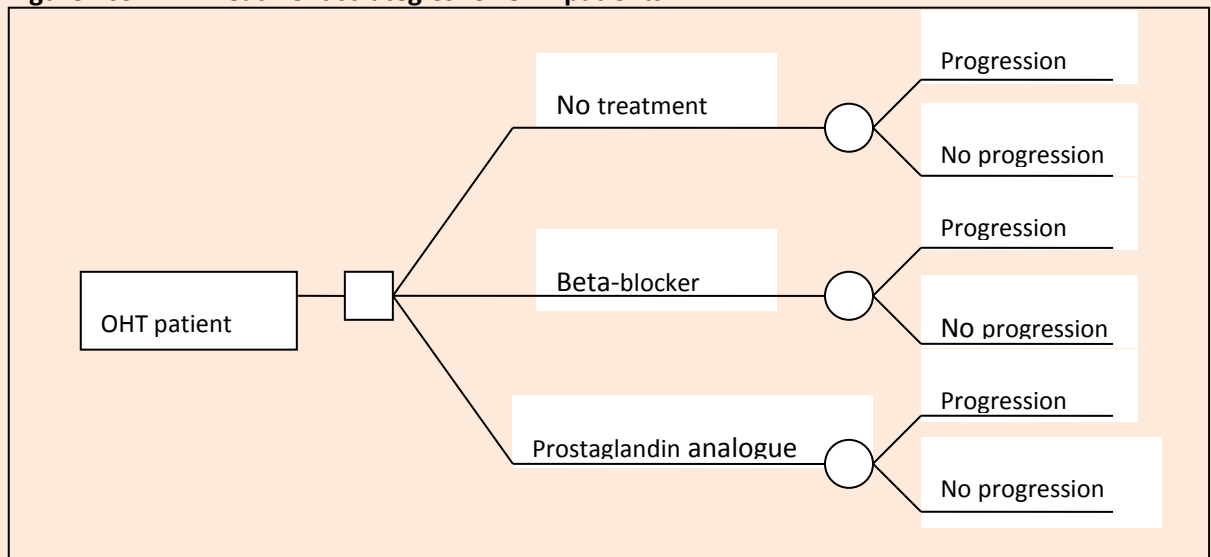 Progression
No treatment
No progression
Progression
Beta-blocker
OHT patient
No progression
Progression
Prostaglandin analogue
No progression